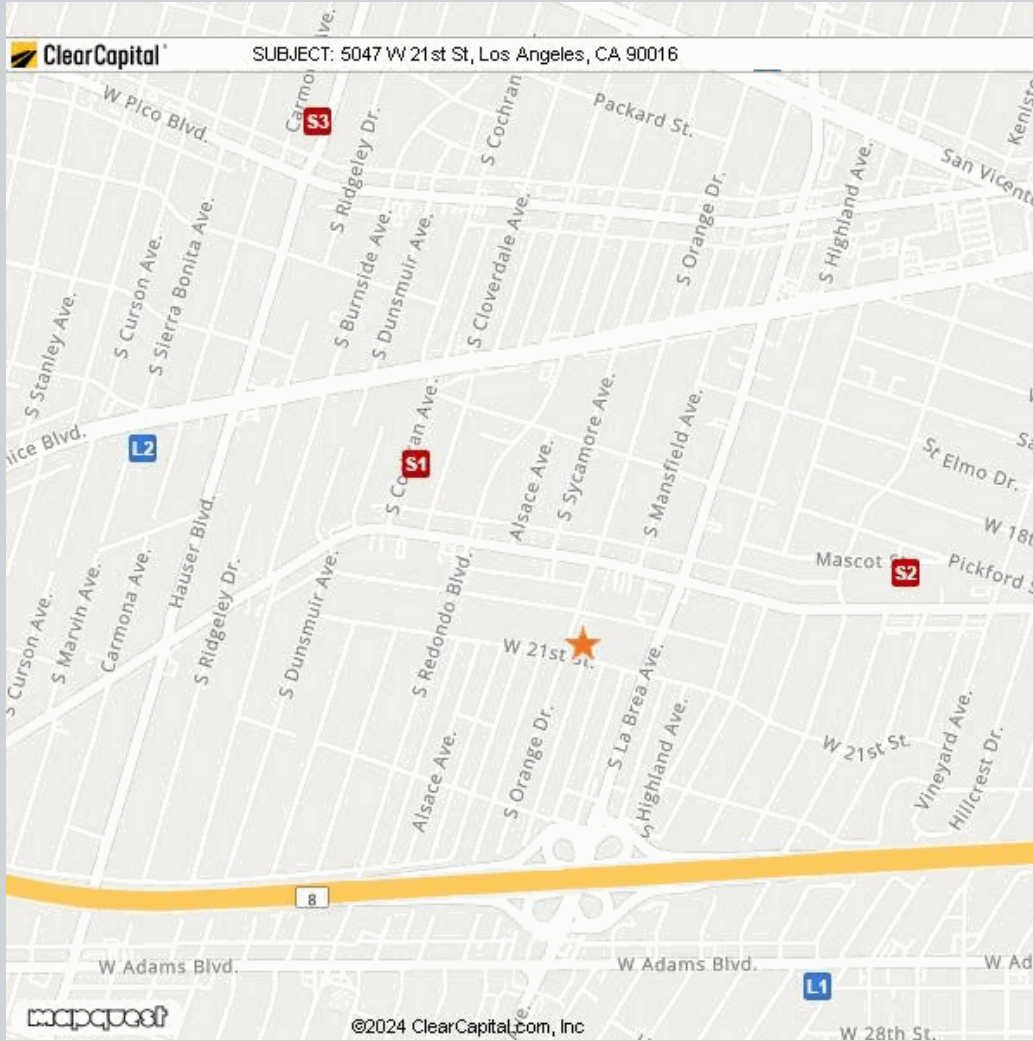 ClearCapital
SUBJECT: 5047 W 21st St, Los Angeles, CA 90016
W Pico Blvd.
S3
S Ridgeley Dr.
S Cochran
Packard St.
San Vicente
S Highland Ave.
S Orange Dr.
S Curson Ave.
S Sierra Bonita Ave.
S Burnside Ave.
S Dunsmuir Ave.
S Cloverdale Ave.
S Stanley Ave.
L2
S1
Alsace Ave.
S Sycamore Ave.
S Mansfield Ave.
St Elmo Dr.
W 18th
Mascot
S2
Pickford
Hauser Blvd.
S Curson Ave.
S Marvin Ave.
Carmona Ave.
S Ridgeley Dr.
S Dunsmuir Ave.
S Redondo Blvd.
W 21st St.
S La Brea Ave.
S Highland Ave.
W 21st St.
Vineyard Ave.
Hillcrest Dr.
Alsace Ave.
S Orange Dr.
8
W Adams Blvd.
W Adams Blvd.
W Ad
L1
mapquest
©2024 ClearCapital.com, Inc
W 28th St.